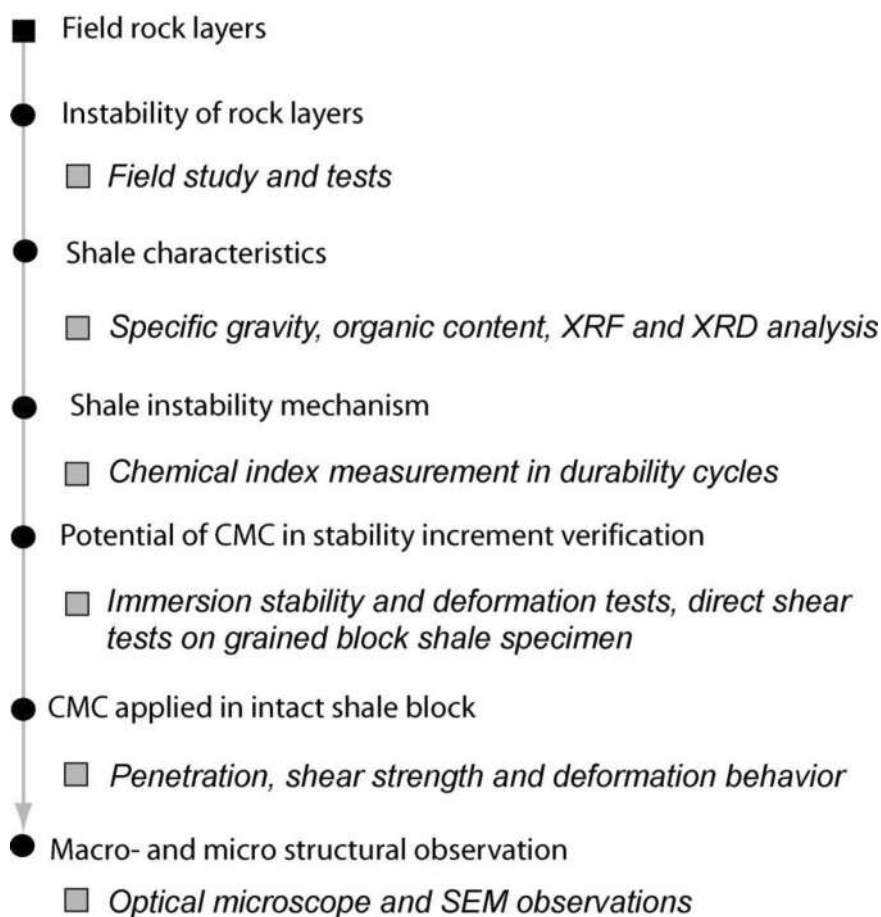 Field rock layers
Instability of rock layers
Field study and tests
Shale characteristics
Specific gravity, organic content, XRF and XRD analysis
Shale instability mechanism
Chemical index measurement in durability cycles
Potential of CMC in stability increment verification
Immersion stability and deformation tests, direct shear
tests on grained block shale specimen
CMC applied in intact shale block
Penetration, shear strength and deformation behavior
Macro- and micro structural observation
Optical microscope and SEM observations